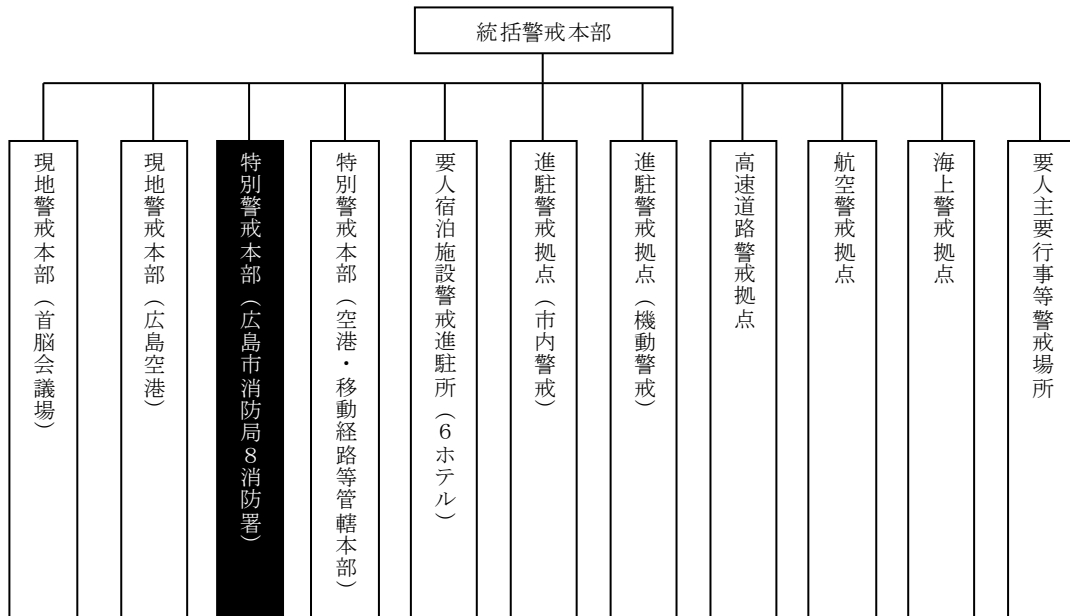 統括警戒本部
現地警戒本部（首脳会議場）
現地警戒本部（広島空港）
特別警戒本部（広島市消防局８消防署）
特別警戒本部（空港・移動経路等管轄本部）
要人宿泊施設警戒進駐所（６ホテル）
進駐警戒拠点（市内警戒）
進駐警戒拠点（機動警戒）
高速道路警戒拠点
航空警戒拠点
海上警戒拠点
要人主要行事等警戒場所